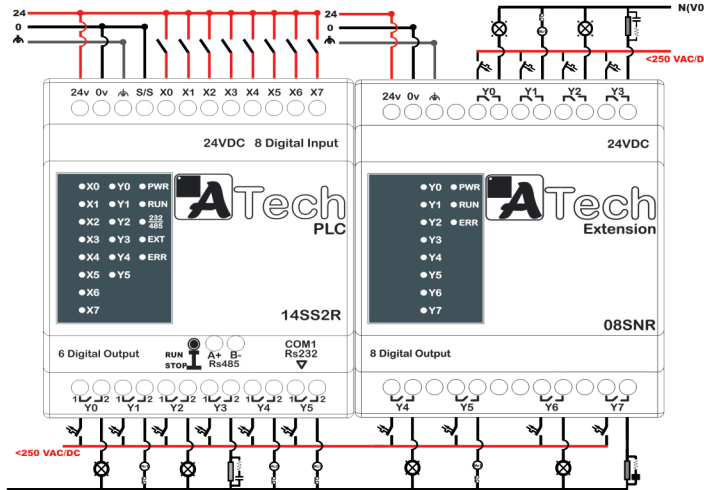 24
0
24
0
N(V0
<250 VAC/D
24v 0v S/S X0 X1 X2 X3 X4 X5 X6 X7
24v 0v Y0 Y1 Y2 Y3
24VDC 8 Digital Input
24VDC
X0 Y0 PWR
X1 Y1 RUN
X2 Y2 232 485
X3 Y3 EXT
X4 Y4 ERR
X5 Y5
X6
X7
ATech
PLC
14SS2R
Y0 PWR
Y1 RUN
Y2 ERR
Y3
Y4
Y5
Y6
Y7
ATech
Extension
08SNR
6 Digital Output
RUN
STOP
A+ B-
Rs485
COM1
Rs232
8 Digital Output
1 2 1 2 1 2 1 2 1 2 1 2
Y0 Y1 Y2 Y3 Y4 Y5
Y4 Y5 Y6 Y7
<250 VAC/DC